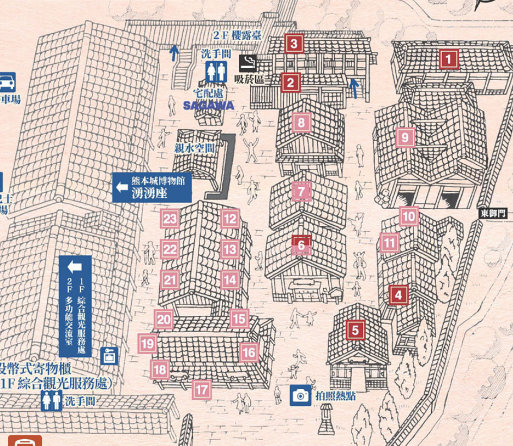 2F 樓露臺
洗手間
吸菸區
宅配處
SAGAWA
車場
親水空間
熊本城博物館
湧湧座
東御門
1F 綜合觀光服務處
2F 多功能交流室
投幣式寄物櫃
(1F 綜合觀光服務處)
洗手間
拍照熱點
1
2
3
4
5
6
7
8
9
10
11
12
13
14
15
16
17
18
19
20
21
22
23